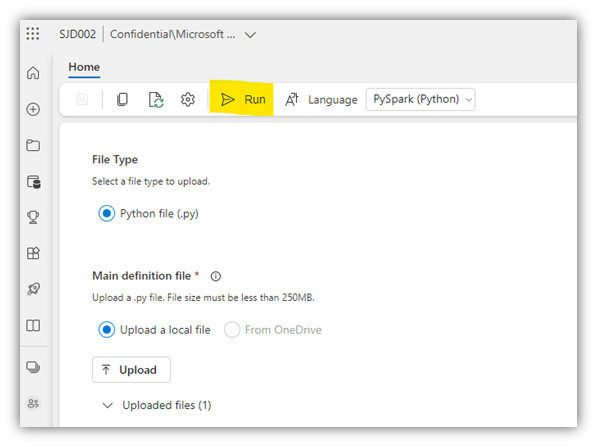 SJD002 Confidential\Microsoft ...
Home
Run Language PySpark (Python)
File Type
Select a file type to upload.
Python file (.py)
Main definition file *
Upload a .py file. File size must be less than 250MB.
Upload a local file From OneDrive
Upload
Uploaded files (1)